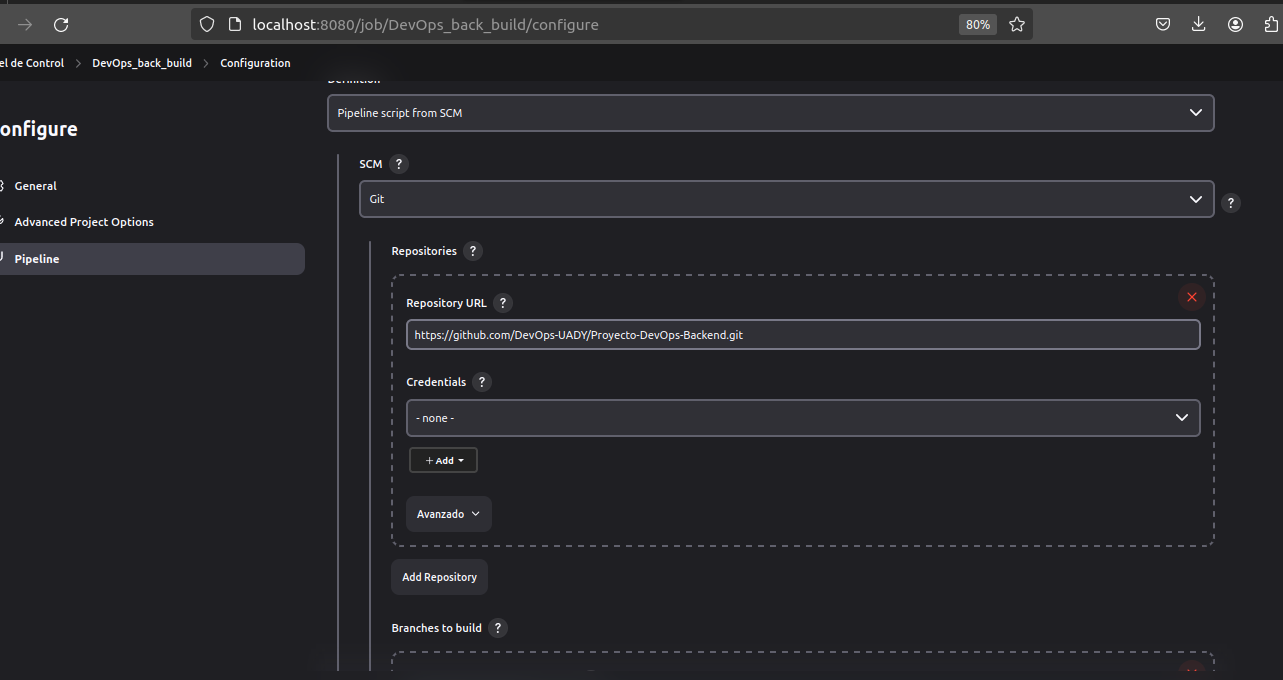 localhost:8080/job/DevOps_back_build/configure
80%
el de Control
DevOps_back_build
Configuration
Definition
Pipeline script from SCM
onfigure
SCM ?
General
Git
?
Advanced Project Options
Repositories ?
Pipeline
Repository URL ?
https://github.com/DevOps-UADY/Proyecto-DevOps-Backend.git
Credentials ?
- none -
+ Add
Avanzado
Add Repository
Branches to build ?